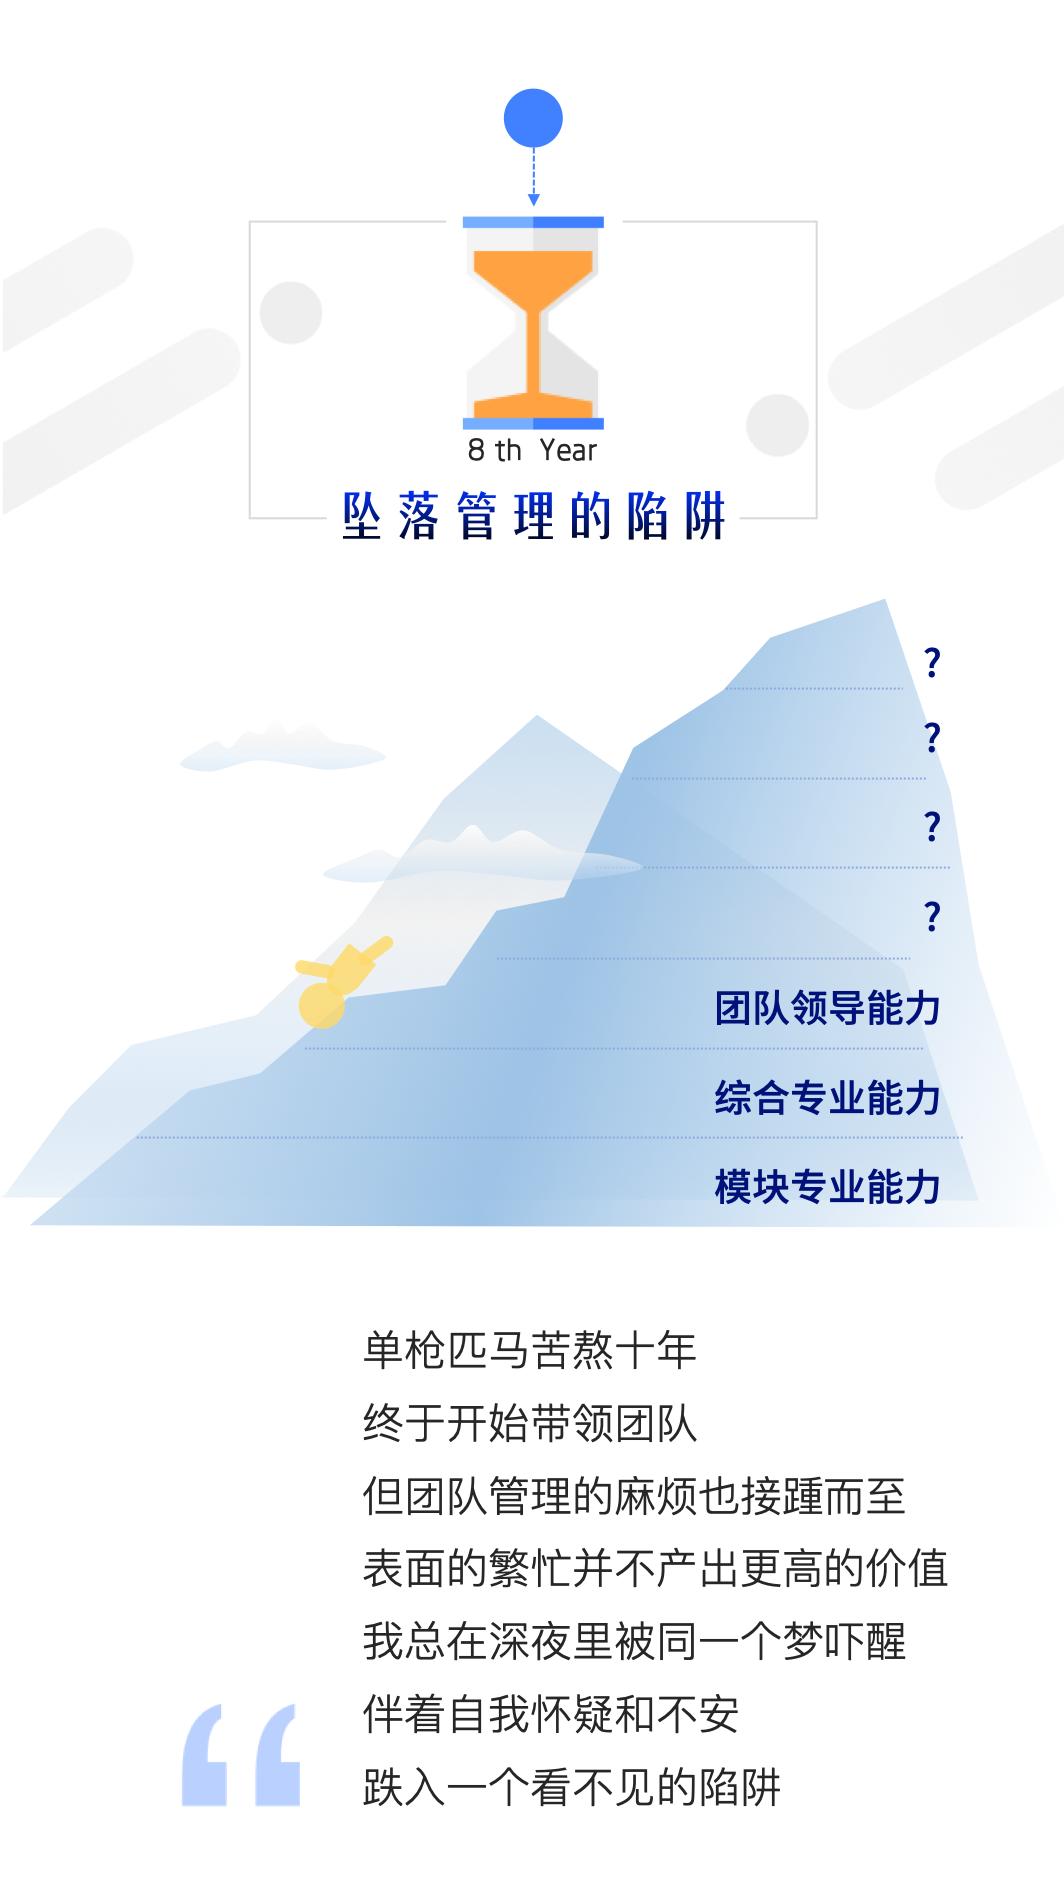 8 th Year
坠落管理的陷阱
?
?
?
?
团队领导能力
综合专业能力
模块专业能力
单枪匹马苦熬十年
终于开始带领团队
但团队管理的麻烦也接踵而至
表面的繁忙并不产出更高的价值
我总在深夜里被同一个梦吓醒
伴着自我怀疑和不安
跌入一个看不见的陷阱